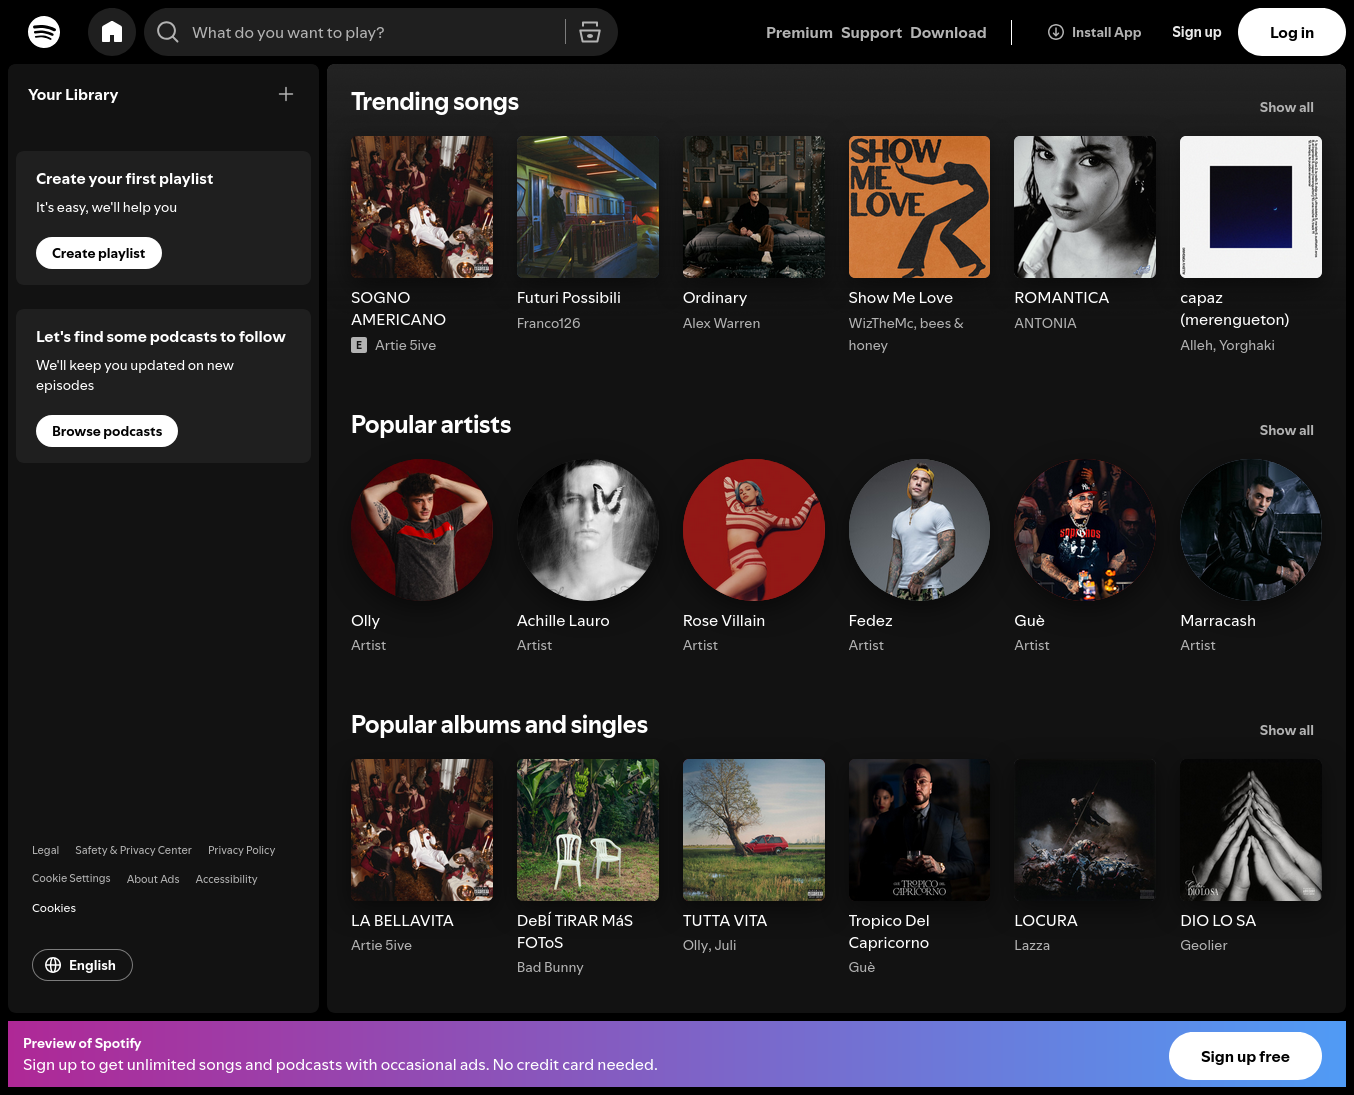 What do you want to play?
Premium Support Download
Install App
Sign up
Log in
Your Library
Create your first playlist
It's easy, we'll help you
Create playlist
Let's find some podcasts to follow
We'll keep you updated on new
episodes
Browse podcasts
Legal Safety & Privacy Center Privacy Policy
Cookie Settings About Ads Accessibility
Cookies
English
Trending songs
Show all
SHOW
ME
LOVE
SOGNO
AMERICANO
E Artie 5ive
Futuri Possibili
Franco126
Ordinary
Alex Warren
Show Me Love
WizTheMc, bees &
honey
ROMANTICA
ANTONIA
capaz
(merengueton)
Alleh, Yorghaki
Popular artists
Show all
Olly
Artist
Achille Lauro
Artist
Rose Villain
Artist
Fedez
Artist
Guè
Artist
Marracash
Artist
Popular albums and singles
Show all
TROPICO DEL
CAPRICORNO
DIO LO SA
LA BELLAVITA
Artie 5ive
DeBÍ TiRAR MáS
FOToS
Bad Bunny
TUTTA VITA
Olly, Juli
Tropico Del
Capricorno
Guè
LOCURA
Lazza
DIO LO SA
Geolier
Preview of Spotify
Sign up to get unlimited songs and podcasts with occasional ads. No credit card needed.
Sign up free